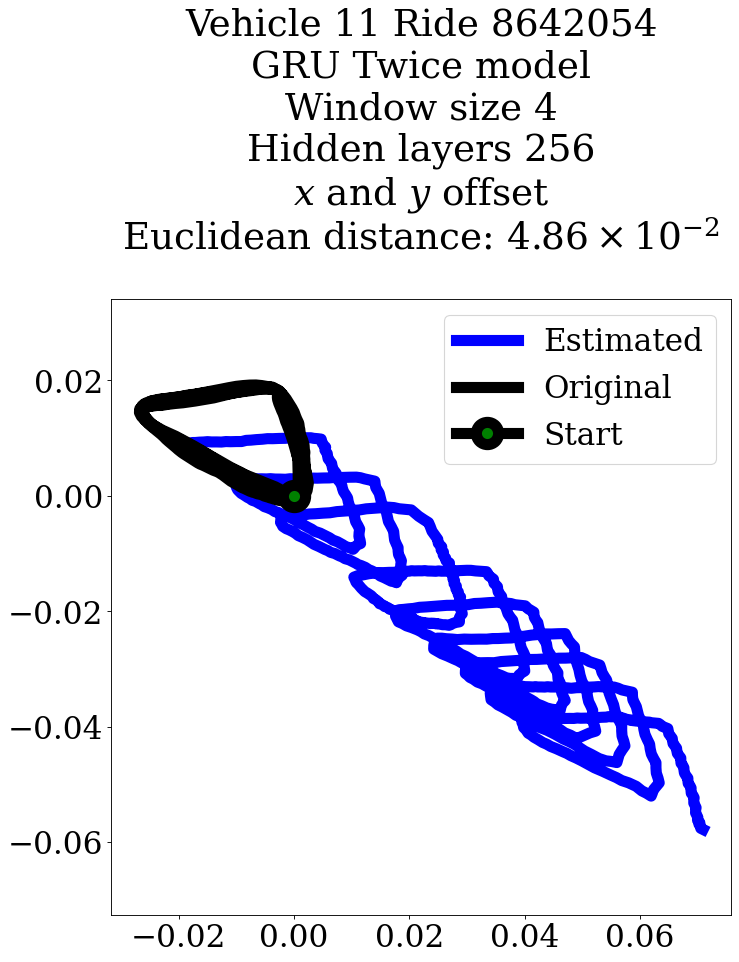 Vehicle 11 Ride 8642054
GRU Twice model
Window size 4
Hidden layers 256
x and y offset
Euclidean distance: 4.86 × 10⁻²
Estimated
Original
Start
0.02
0.00
−0.02
−0.04
−0.06
−0.02 0.00 0.02 0.04 0.06